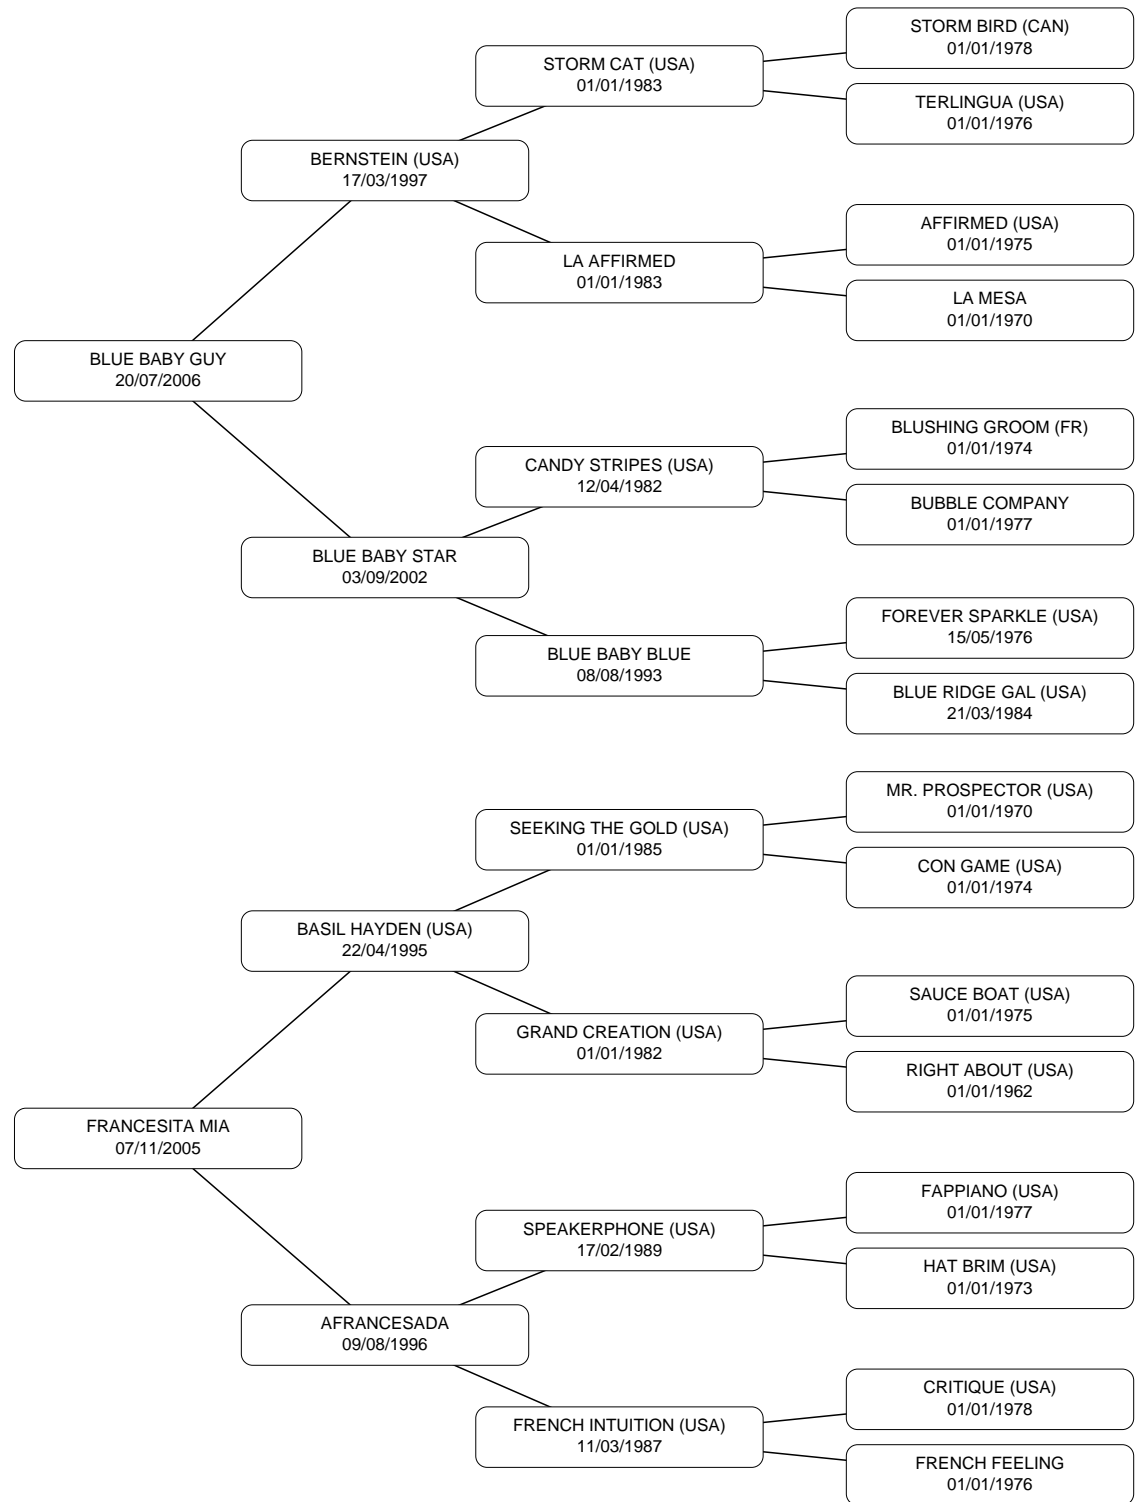 STORM BIRD (CAN)
01/01/1978
STORM CAT (USA)
01/01/1983
TERLINGUA (USA)
01/01/1976
BERNSTEIN (USA)
17/03/1997
AFFIRMED (USA)
01/01/1975
LA AFFIRMED
01/01/1983
LA MESA
01/01/1970
BLUE BABY GUY
20/07/2006
BLUSHING GROOM (FR)
01/01/1974
CANDY STRIPES (USA)
12/04/1982
BUBBLE COMPANY
01/01/1977
BLUE BABY STAR
03/09/2002
FOREVER SPARKLE (USA)
15/05/1976
BLUE BABY BLUE
08/08/1993
BLUE RIDGE GAL (USA)
21/03/1984
MR. PROSPECTOR (USA)
01/01/1970
SEEKING THE GOLD (USA)
01/01/1985
CON GAME (USA)
01/01/1974
BASIL HAYDEN (USA)
22/04/1995
SAUCE BOAT (USA)
01/01/1975
GRAND CREATION (USA)
01/01/1982
RIGHT ABOUT (USA)
01/01/1962
FRANCESITA MIA
07/11/2005
FAPPIANO (USA)
01/01/1977
SPEAKERPHONE (USA)
17/02/1989
HAT BRIM (USA)
01/01/1973
AFRANCESADA
09/08/1996
CRITIQUE (USA)
01/01/1978
FRENCH INTUITION (USA)
11/03/1987
FRENCH FEELING
01/01/1976